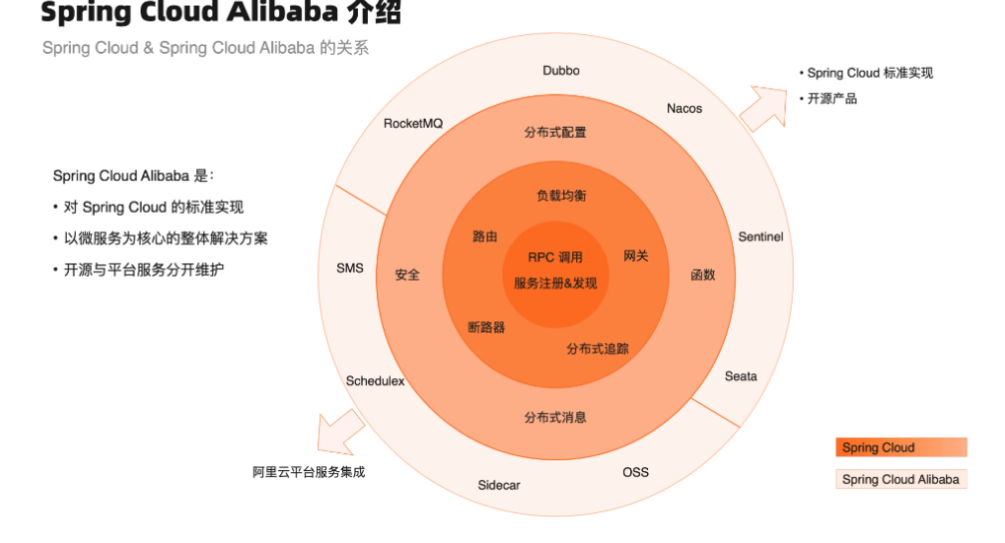 Spring Cloud Alibaba 介绍
Spring Cloud & Spring Cloud Alibaba 的关系
Spring Cloud Alibaba 是：
• 对 Spring Cloud 的标准实现
• 以微服务为核心的整体解决方案
• 开源与平台服务分开维护
Dubbo
Nacos
RocketMQ
Sentinel
SMS
Seata
Schedulex
OSS
Sidecar
分布式配置
安全
函数
分布式消息
负载均衡
路由
网关
断路器
分布式追踪
RPC 调用
服务注册&发现
• Spring Cloud 标准实现
• 开源产品
阿里云平台服务集成
Spring Cloud
Spring Cloud Alibaba